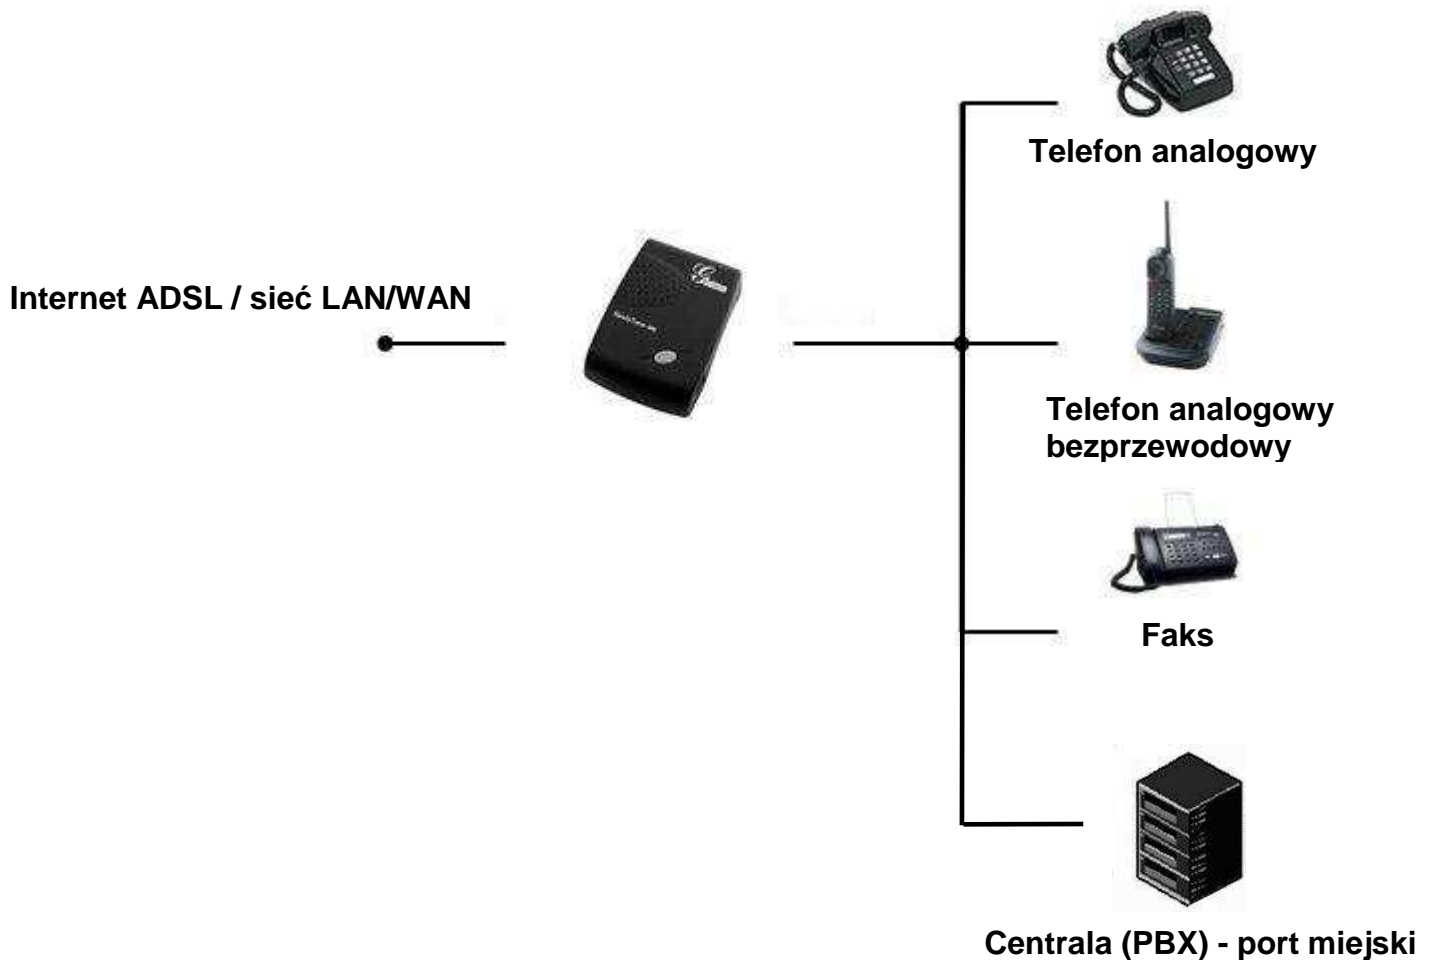 Telefon analogowy
Internet ADSL / sieć LAN/WAN
Telefon analogowy
bezprzewodowy
Faks
Centrala (PBX) - port miejski